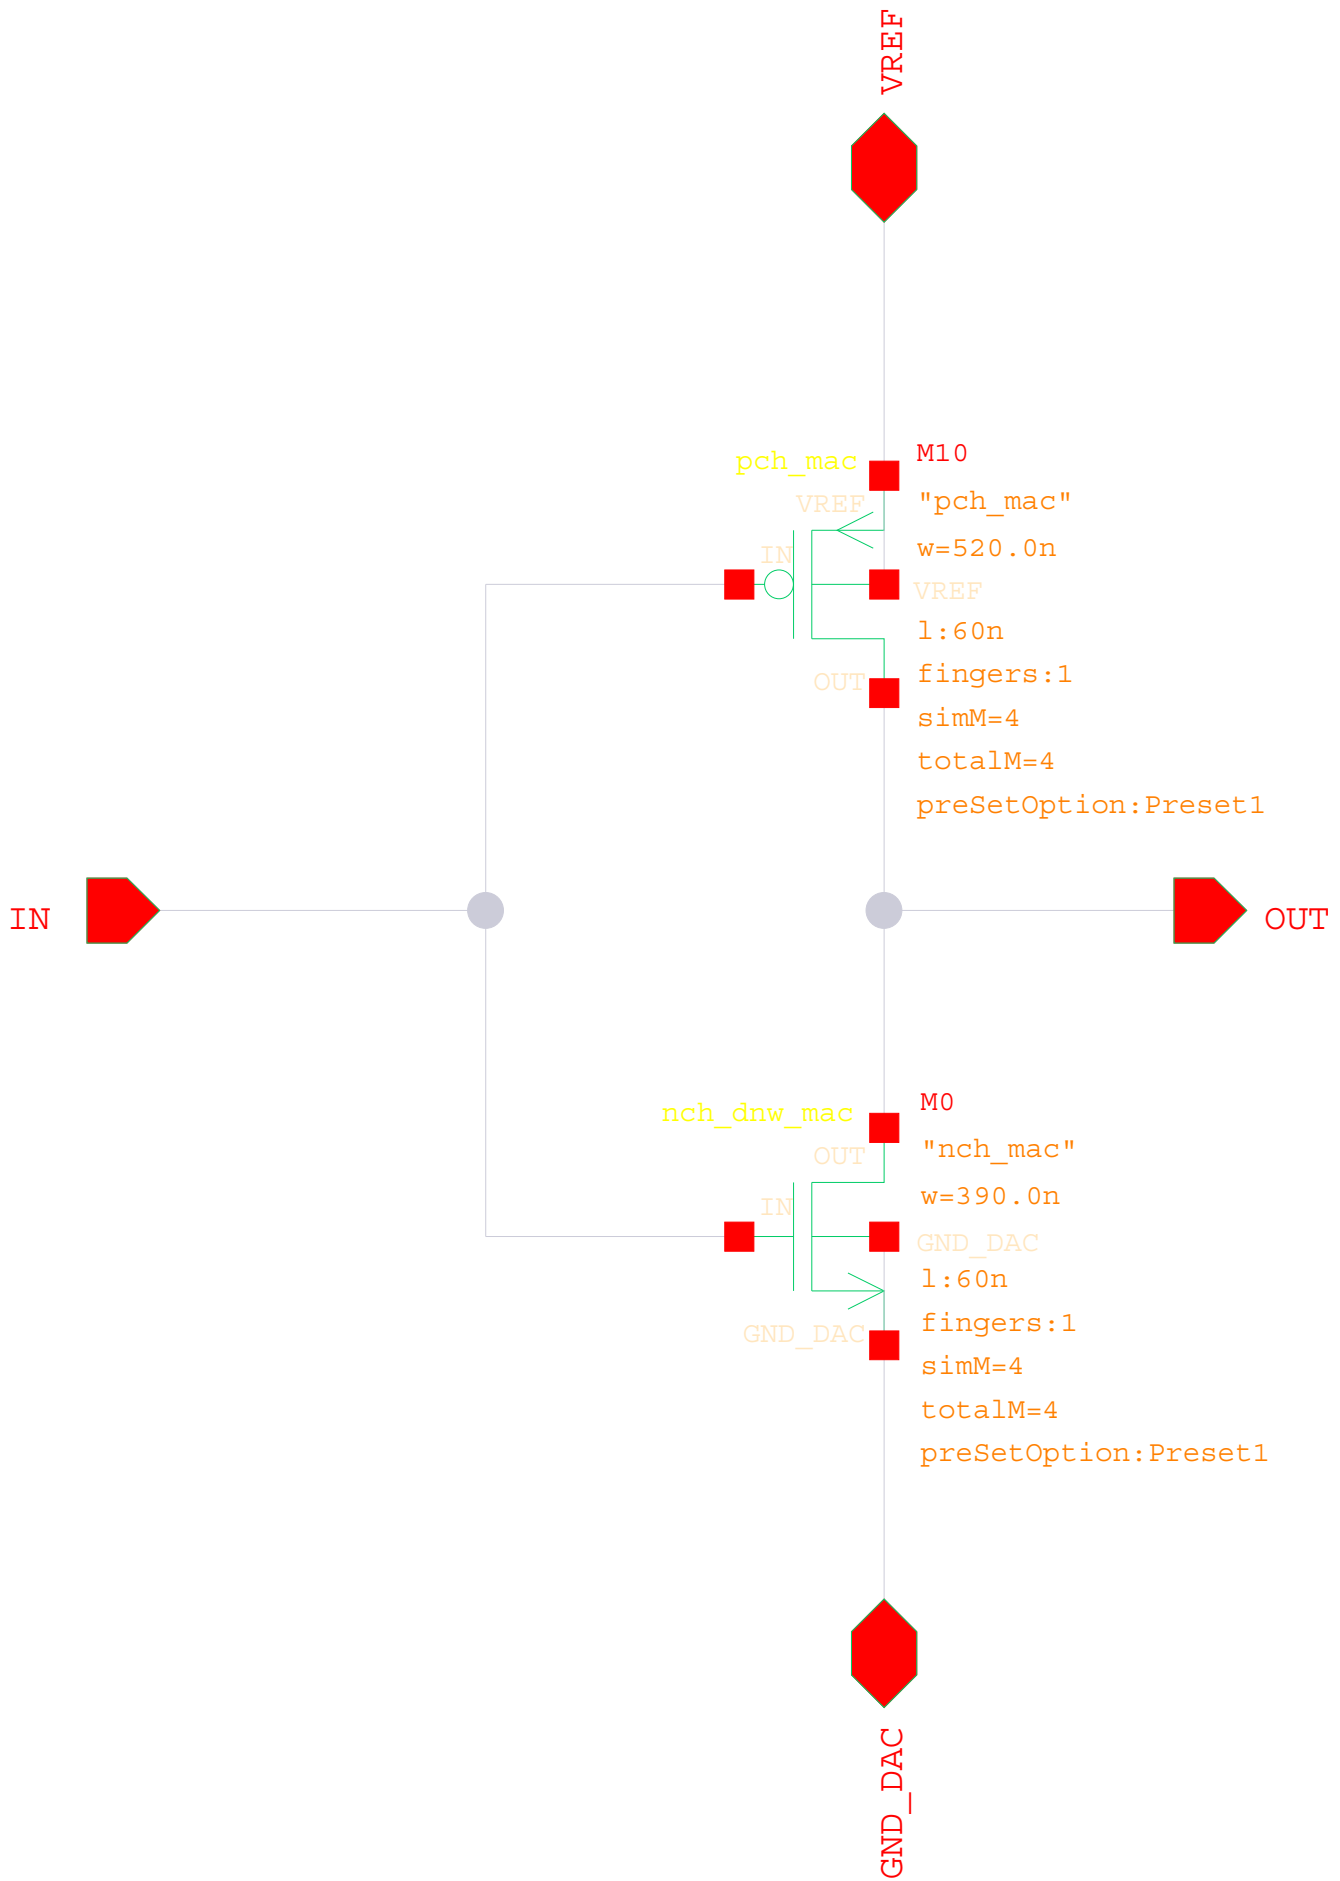 VREF
M10
pch_mac
"pch_mac"
VREF
w=520.0n
IN
VREF
l:60n
fingers:1
OUT
simM=4
totalM=4
preSetOption:Preset1
IN
OUT
M0
nch_dnw_mac
"nch_mac"
OUT
w=390.0n
IN
GND_DAC
l:60n
fingers:1
GND_DAC
simM=4
totalM=4
preSetOption:Preset1
GND_DAC